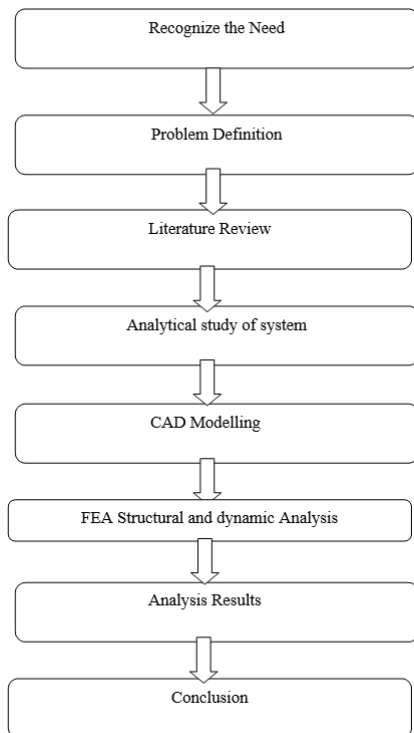 Recognize the Need
Problem Definition
Literature Review
Analytical study of system
CAD Modelling
FEA Structural and dynamic Analysis
Analysis Results
Conclusion